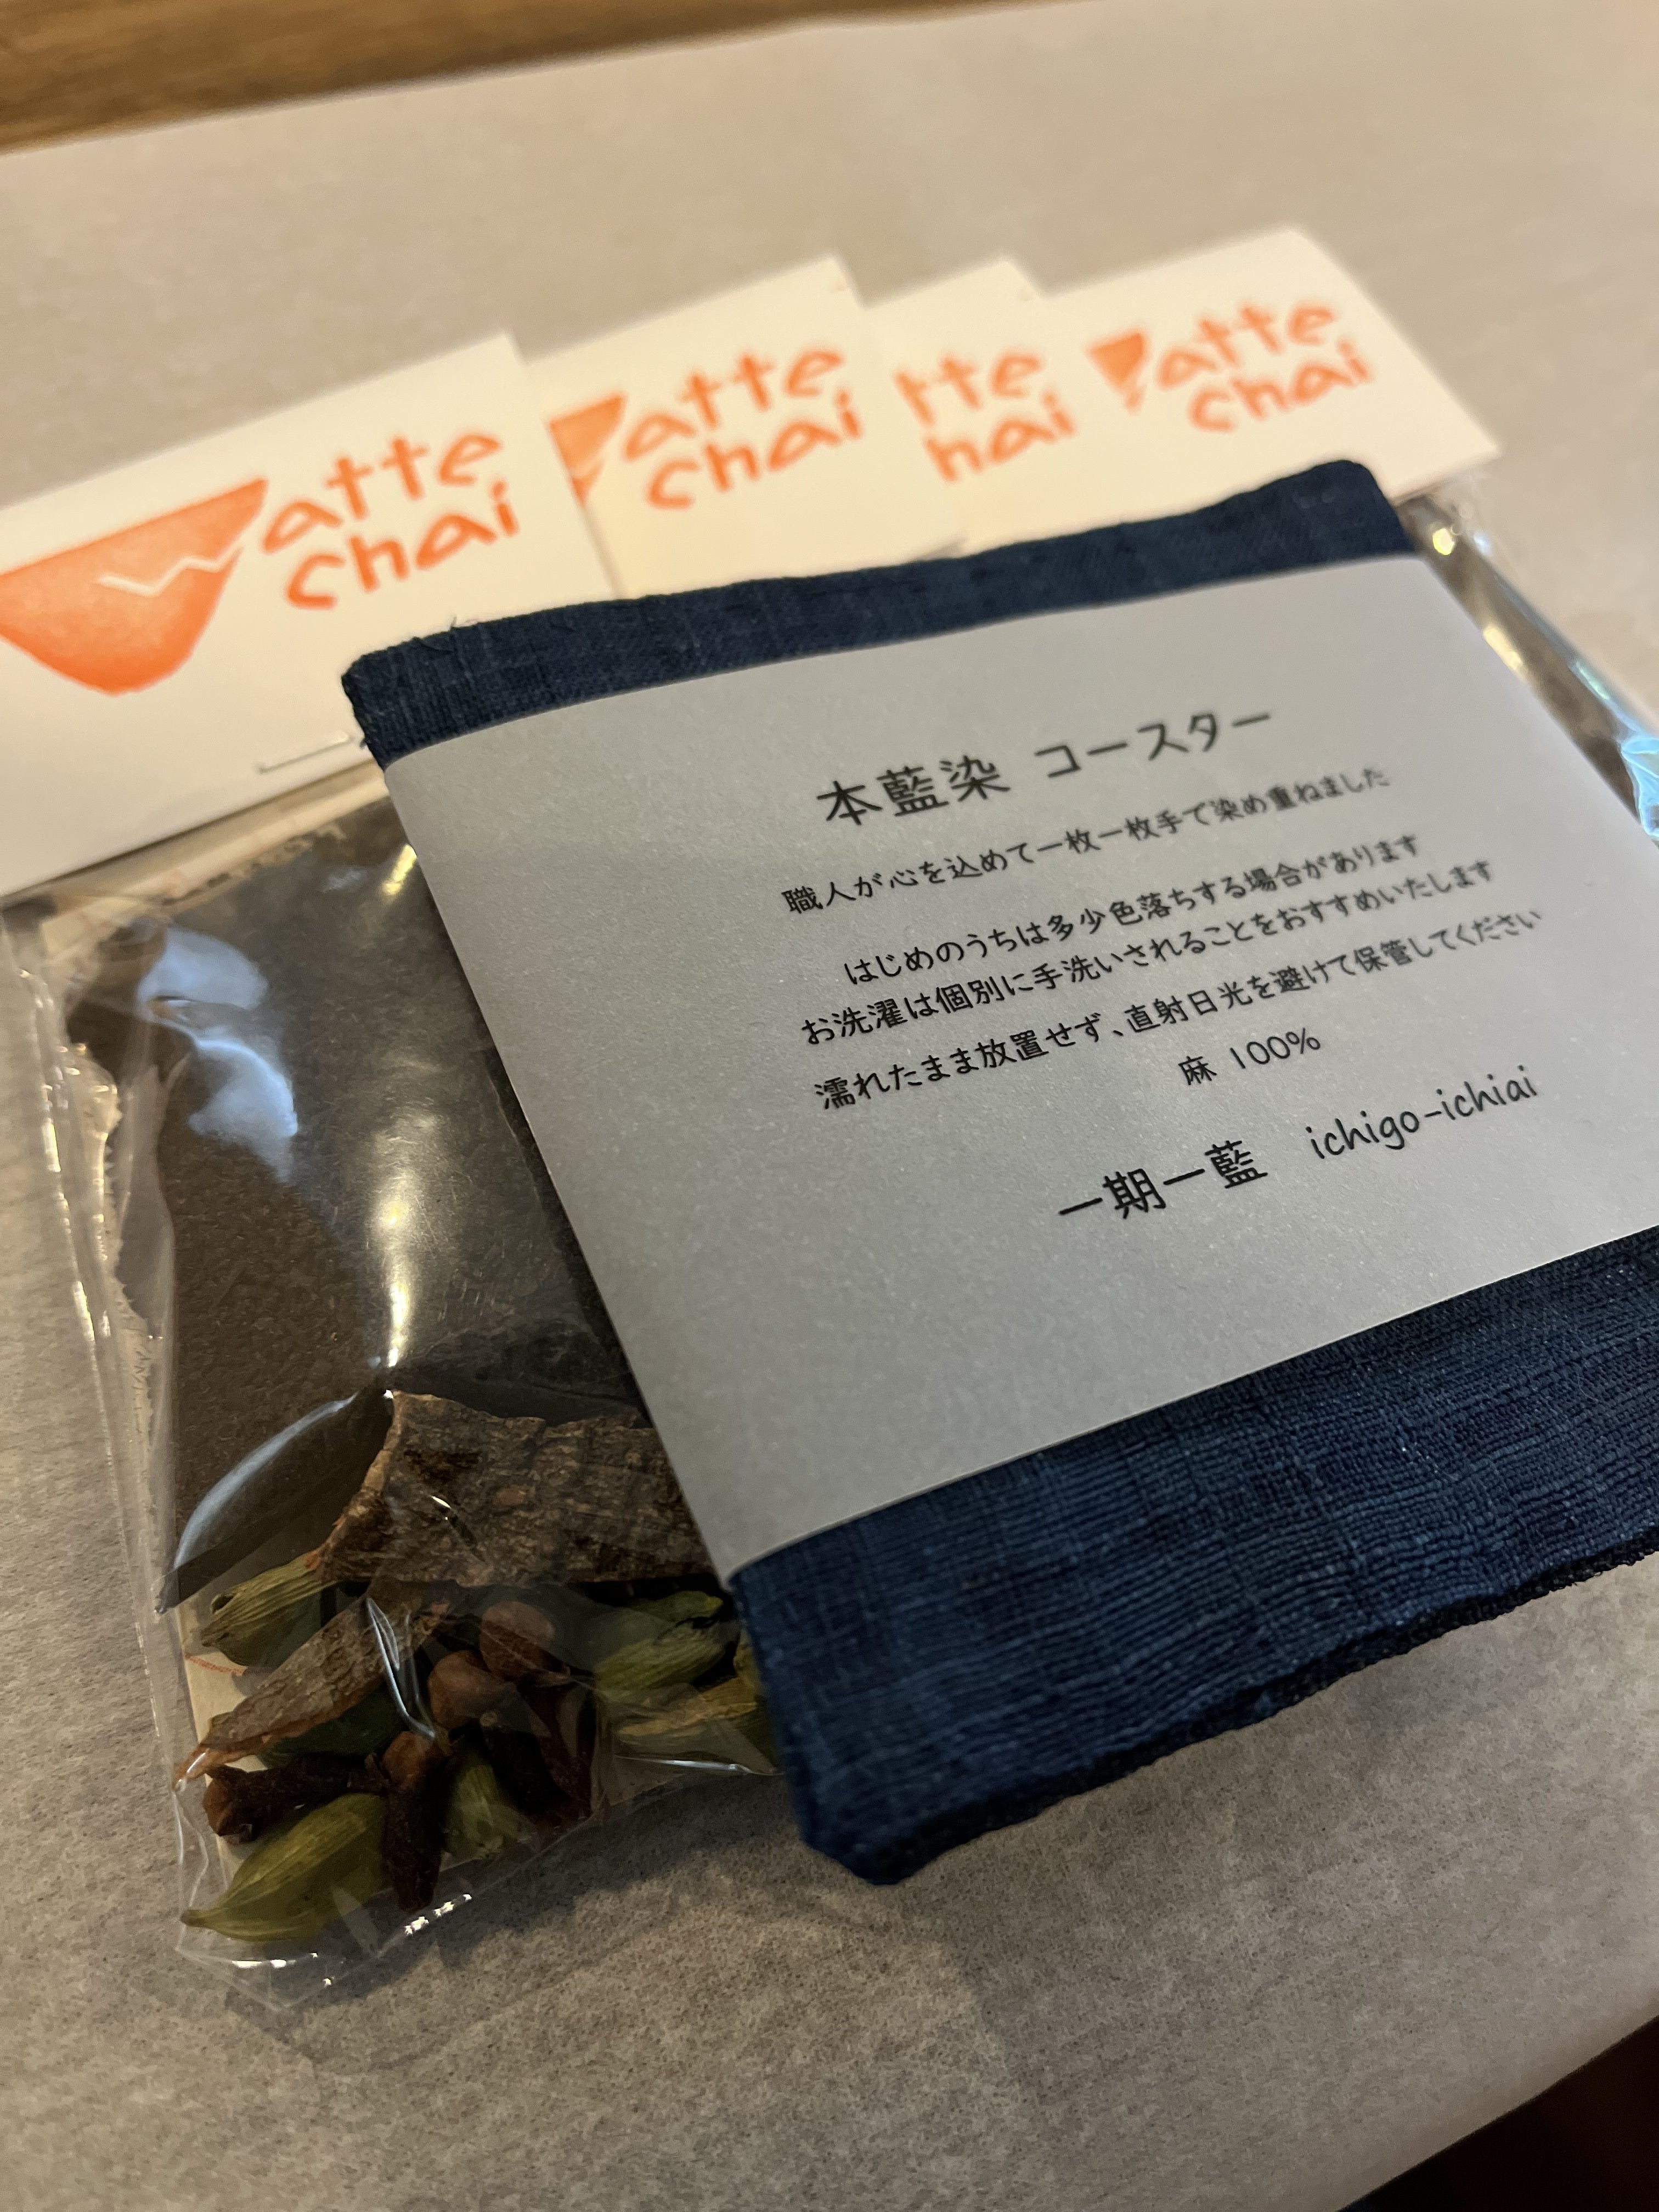 atte
chai
atte
chai
tte
hai
atte
chai
本藍染 コースター
職人が心を込めて一枚一枚手で染め重ねました
はじめのうちは多少色落ちする場合があります
お洗濯は個別に手洗いされることをおすすめいたします
濡れたまま放置せず、直射日光を避けて保管してください
麻 100%
一期一藍 ichigo-ichiai